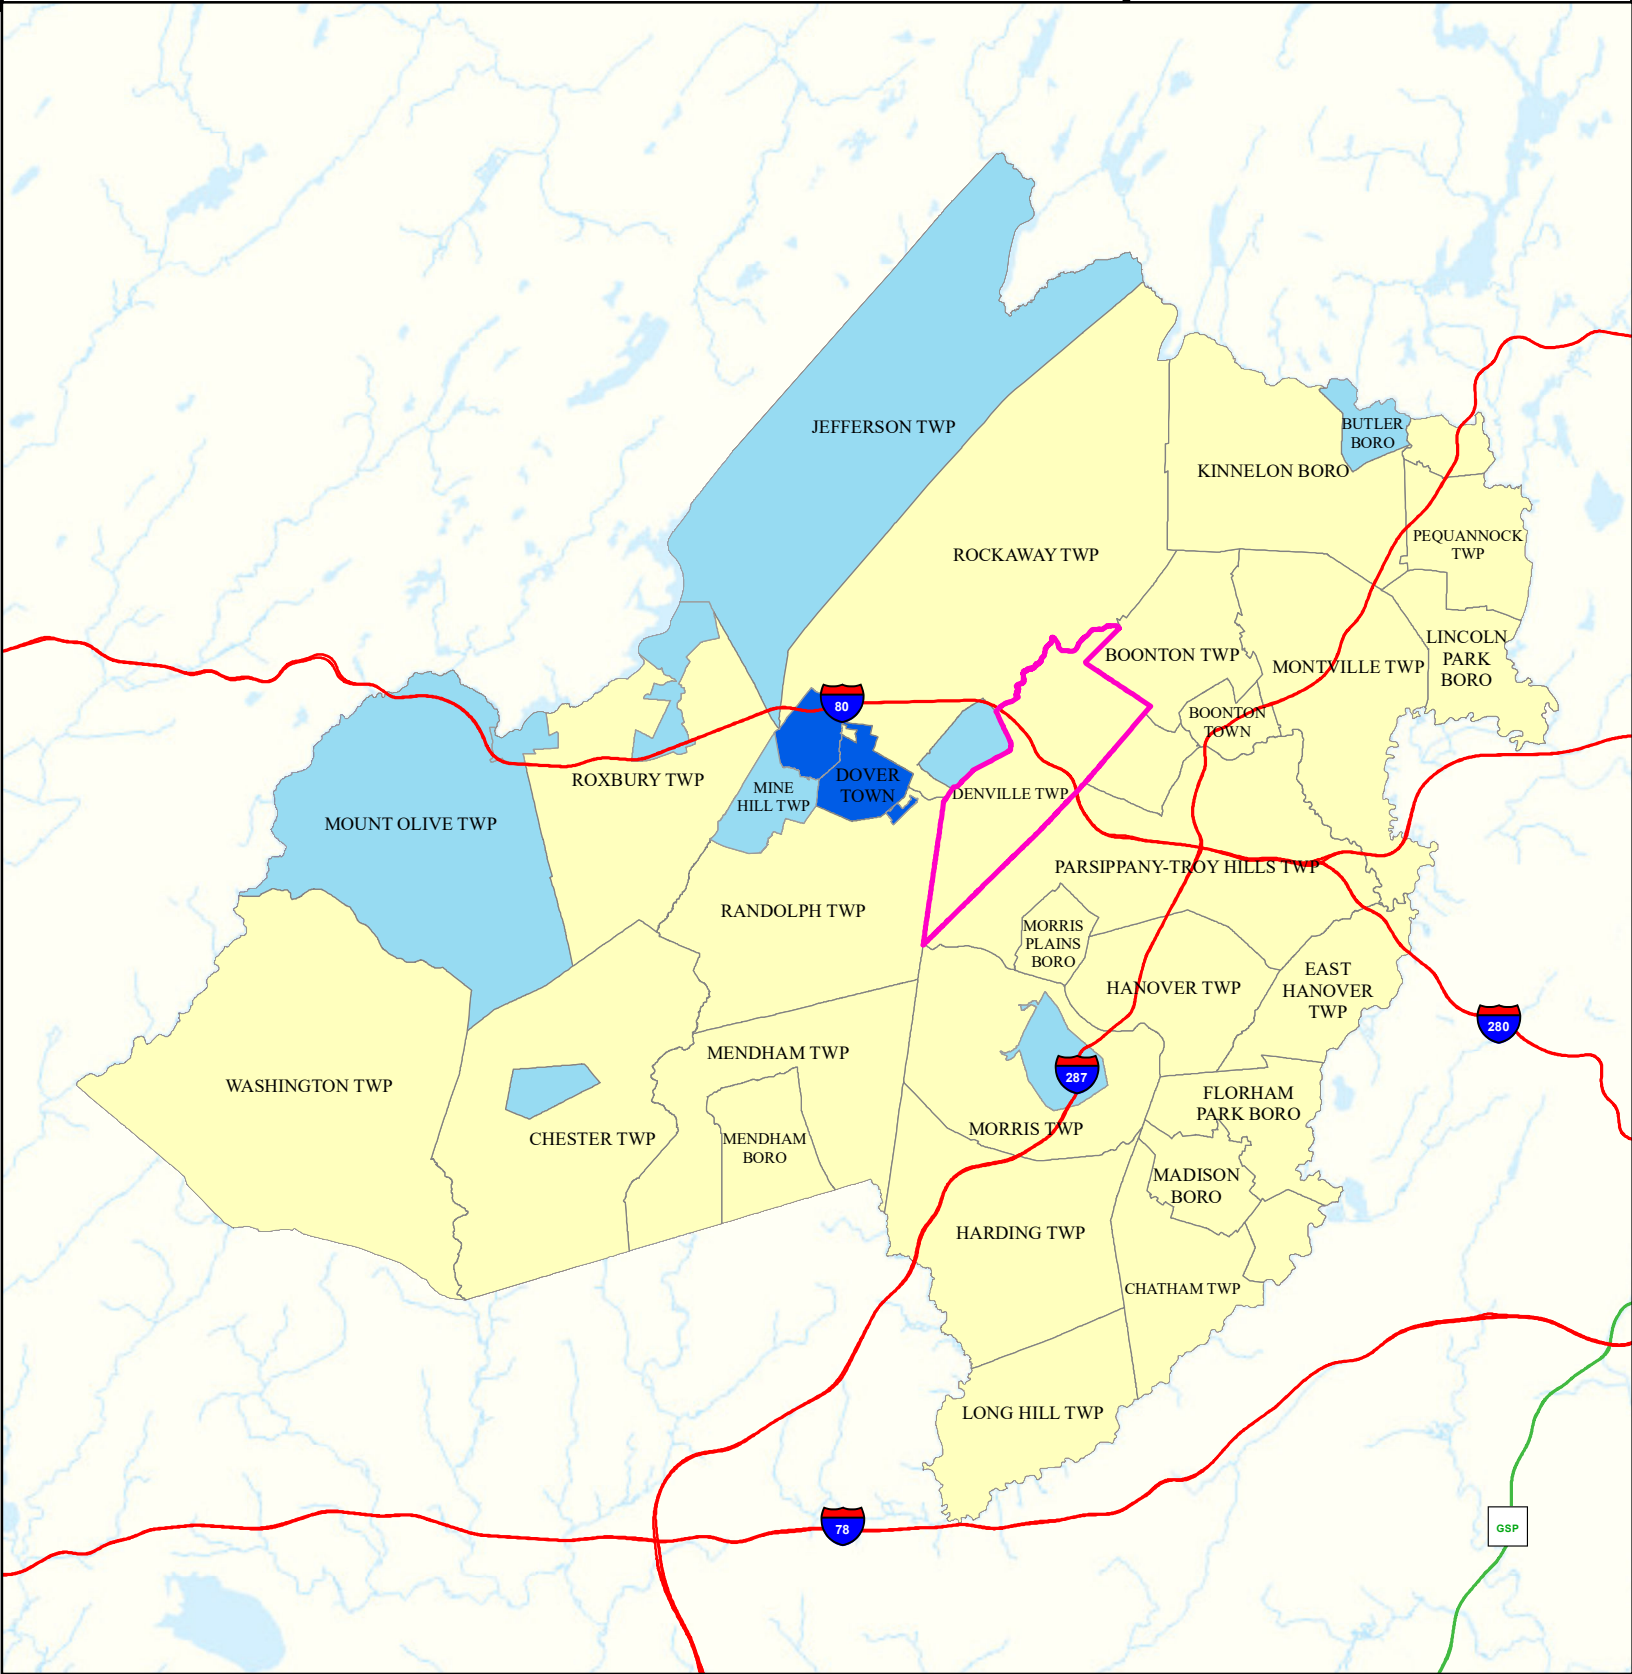 JEFFERSON TWP
BUTLER
BORO
KINNELON BORO
PEQUANNOCK
TWP
ROCKAWAY TWP
LINCOLN
PARK
BORO
BOONTON TWP
MONTVILLE TWP
80
BOONTON
TOWN
ROXBURY TWP
MINE
HILL TWP
DOVER
TOWN
DENVILLE TWP
MOUNT OLIVE TWP
PARSIPPANY-TROY HILLS TWP
RANDOLPH TWP
MORRIS
PLAINS
BORO
EAST
HANOVER
TWP
HANOVER TWP
280
MENDHAM TWP
287
WASHINGTON TWP
FLORHAM
PARK BORO
CHESTER TWP
MENDHAM
BORO
MORRIS TWP
MADISON
BORO
HARDING TWP
CHATHAM TWP
LONG HILL TWP
78
GSP